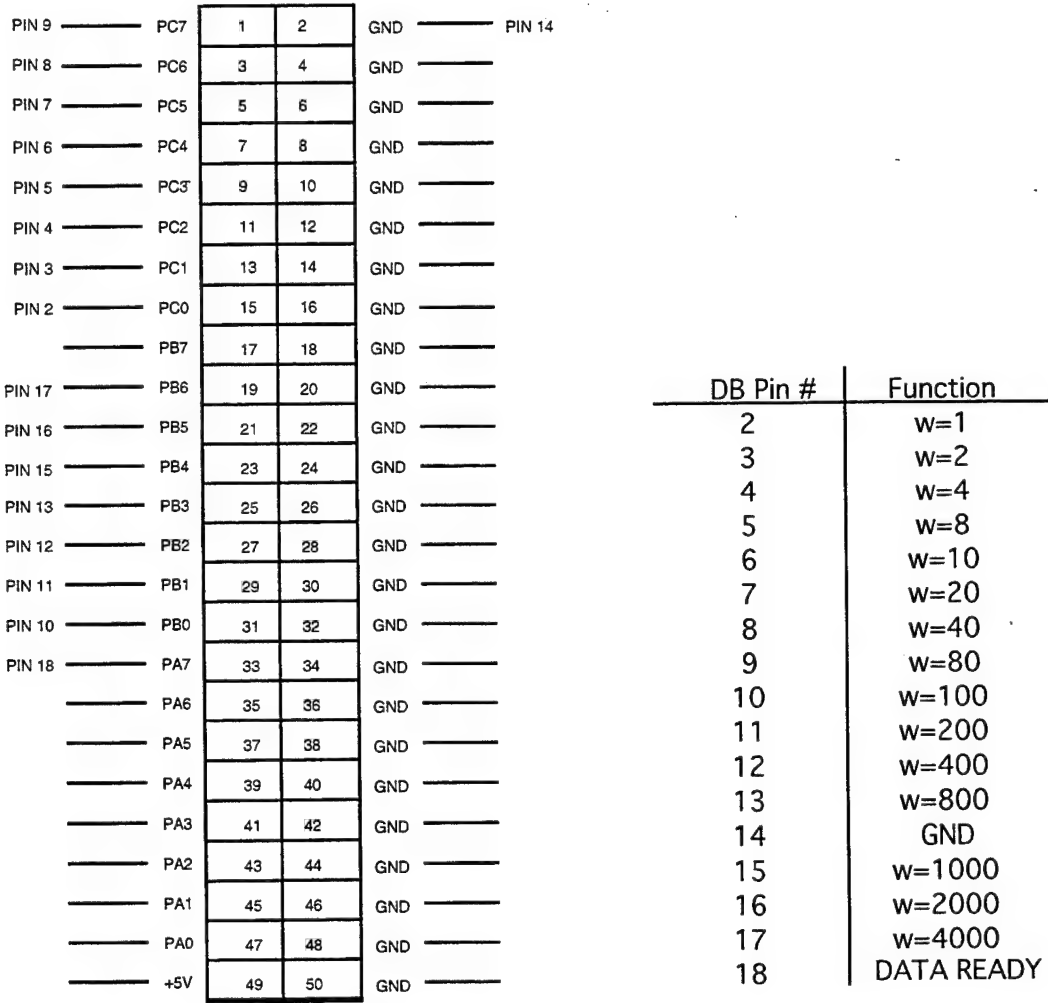 PIN 9 PC7 1 2 GND PIN 14
PIN 8 PC6 3 4 GND
PIN 7 PC5 5 6 GND
PIN 6 PC4 7 8 GND
PIN 5 PC3 9 10 GND
PIN 4 PC2 11 12 GND
PIN 3 PC1 13 14 GND
PIN 2 PC0 15 16 GND
PB7 17 18 GND
PIN 17 PB6 19 20 GND
PIN 16 PB5 21 22 GND
PIN 15 PB4 23 24 GND
PIN 13 PB3 25 26 GND
PIN 12 PB2 27 28 GND
PIN 11 PB1 29 30 GND
PIN 10 PB0 31 32 GND
PIN 18 PA7 33 34 GND
PA6 35 36 GND
PA5 37 38 GND
PA4 39 40 GND
PA3 41 42 GND
PA2 43 44 GND
PA1 45 46 GND
PA0 47 48 GND
+5V 49 50 GND
DB Pin # Function
2 w=1
3 w=2
4 w=4
5 w=8
6 w=10
7 w=20
8 w=40
9 w=80
10 w=100
11 w=200
12 w=400
13 w=800
14 GND
15 w=1000
16 w=2000
17 w=4000
18 DATA READY